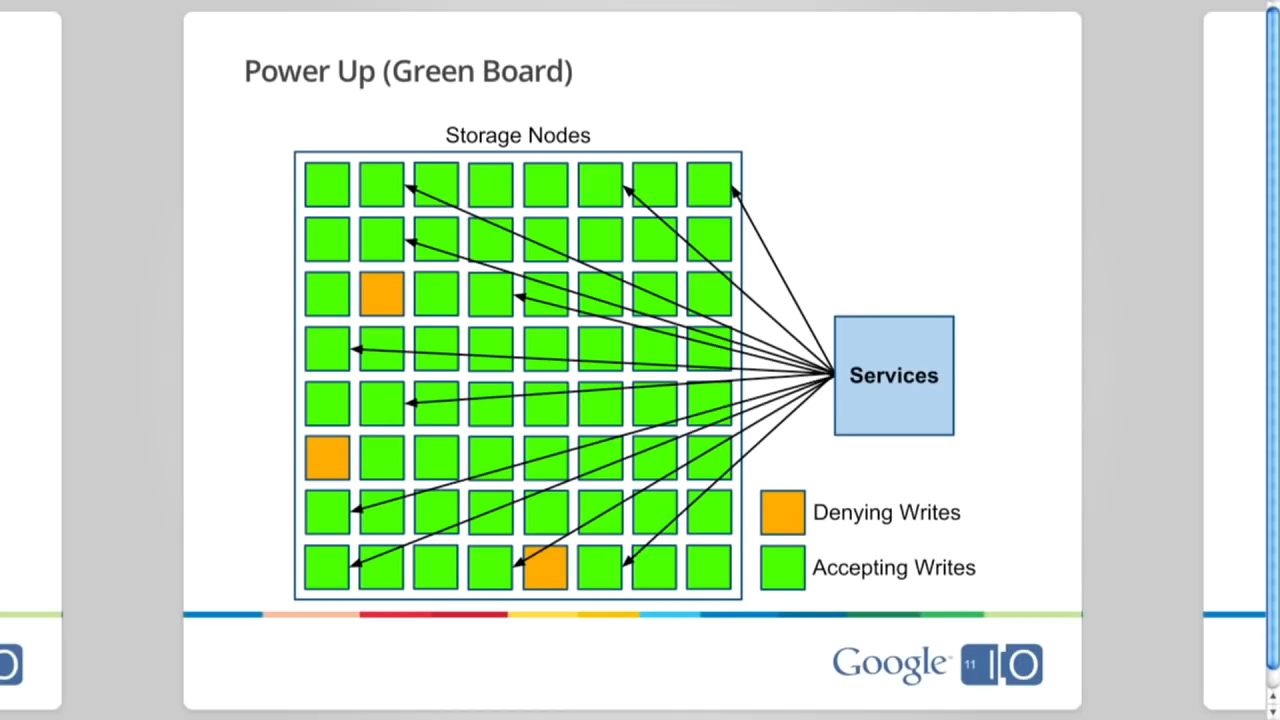 Power Up (Green Board)
Storage Nodes
Services
Denying Writes
Accepting Writes
Google 11 IO
O